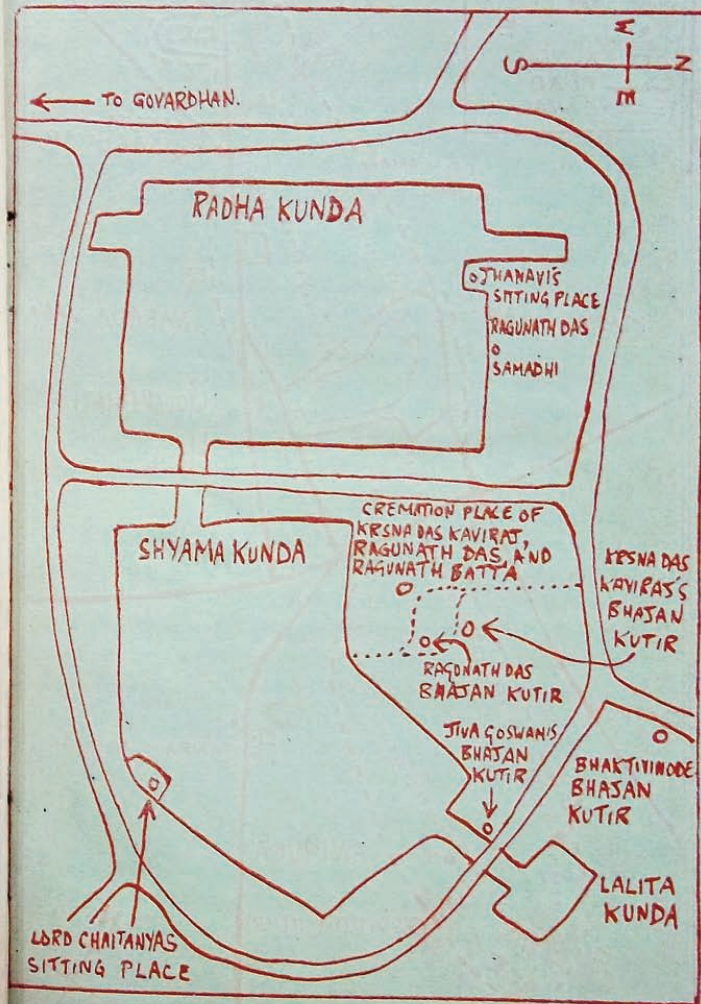 W
S N
E
← TO GOVARDHAN.
RADHA KUNDA
JHANAVI'S
SITTING PLACE
RAGUNATH DAS
SAMADHI
SHYAMA KUNDA
CREMATION PLACE OF
KRSNA DAS KAVIRAJ,
RAGUNATH DAS, AND
RAGUNATH BATTA
KRSNA DAS
KAVIRAJ'S
BHAJAN
KUTIR
RAGONATH DAS
BHAJAN KUTIR
JIVA GOSWAMIS
BHAJAN
KUTIR
BHAKTIVINODE
BHAJAN
KUTIR
LALITA
KUNDA
LORD CHAITANYAS
SITTING PLACE